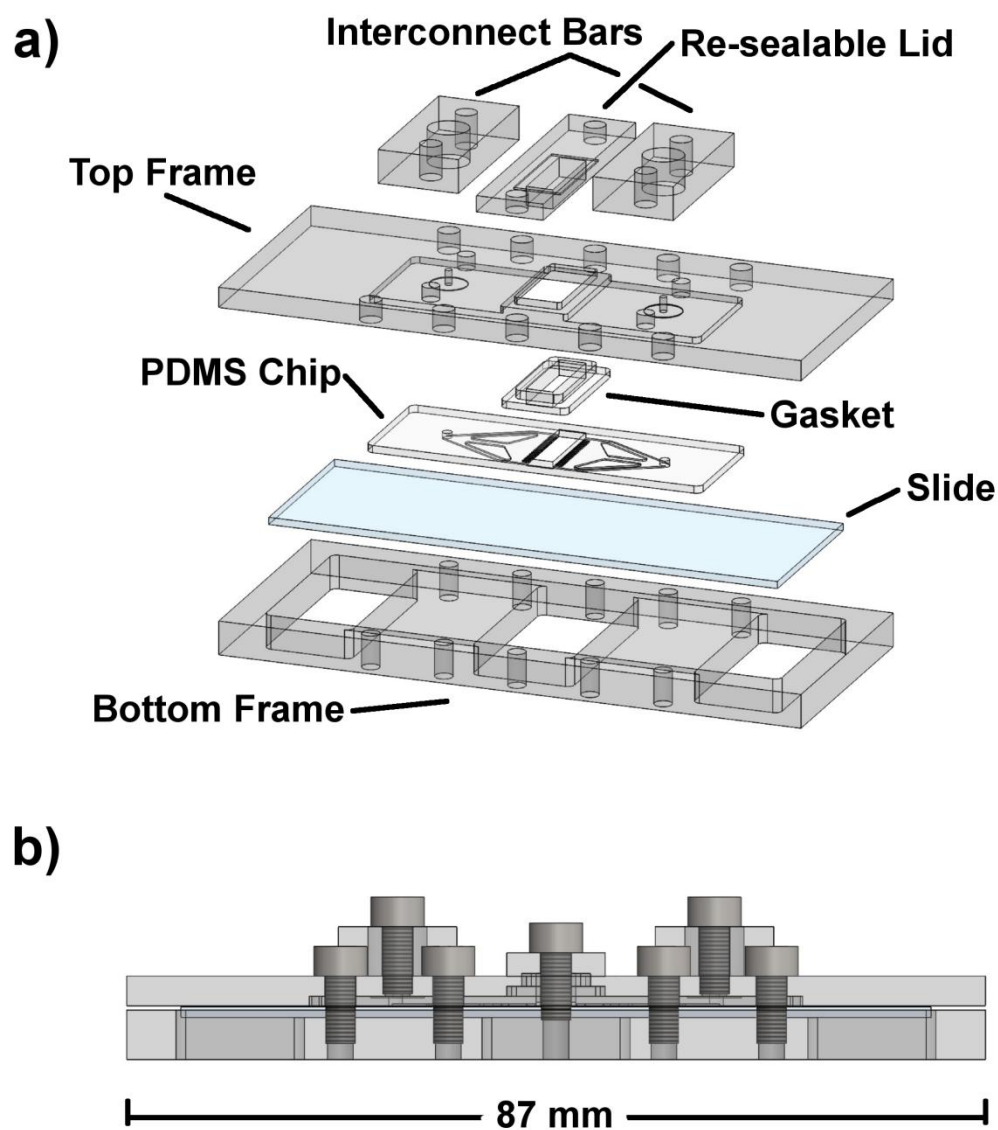 a)
Interconnect Bars
Re-sealable Lid
Top Frame
PDMS Chip
Gasket
Slide
Bottom Frame
b)
87 mm